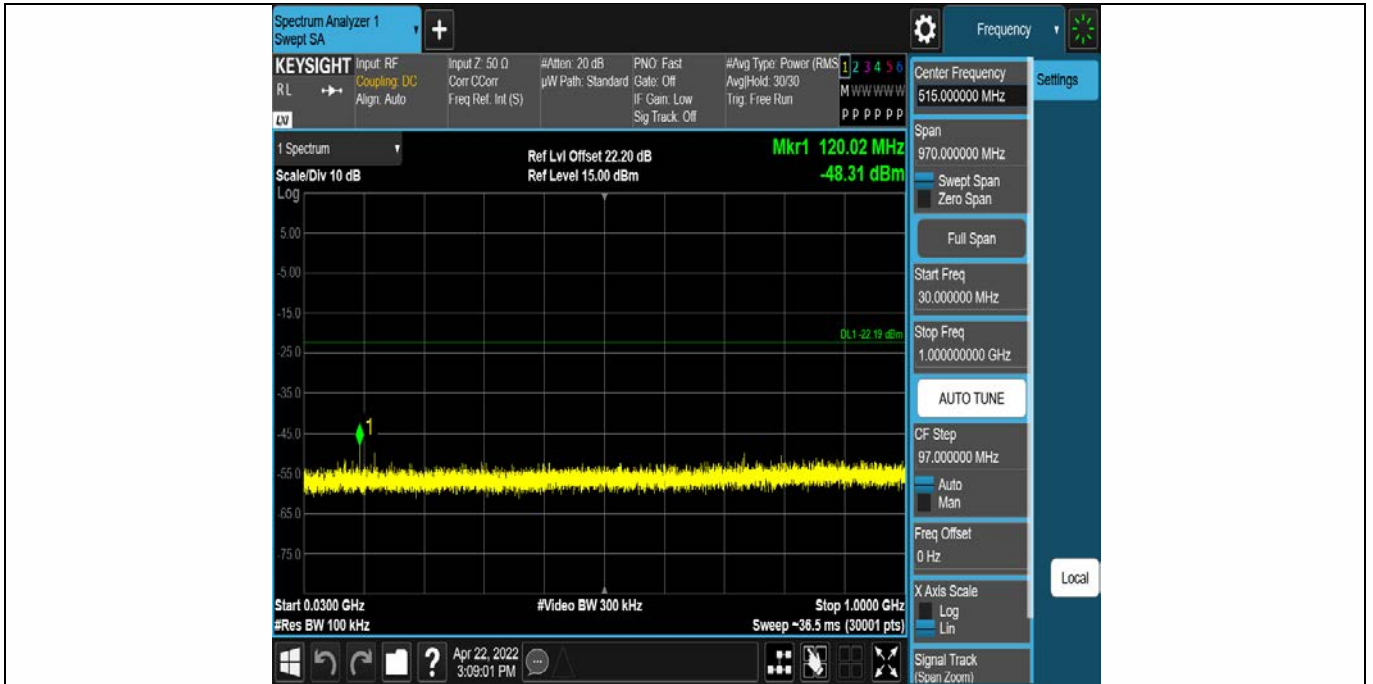 Spectrum Analyzer 1
Swept SA
+
Frequency
KEYSIGHT
RL
LXI
Input: RF
Coupling: DC
Align: Auto
Input Z: 50 Ω
Corr CCorr
Freq Ref: Int (S)
#Atten: 20 dB
µW Path: Standard
PNO: Fast
Gate: Off
IF Gain: Low
Sig Track: Off
#Avg Type: Power (RMS
Avg|Hold: 30/30
Trig: Free Run
1 2 3 4 5 6
M W W W W W
P P P P P P
1 Spectrum
Scale/Div 10 dB
Ref Lvl Offset 22.20 dB
Ref Level 15.00 dBm
Mkr1 120.02 MHz
-48.31 dBm
Log
5.00
-5.00
-15.0
DL1 -22.19 dBm
-25.0
-35.0
-45.0
1
-55.0
-65.0
-75.0
Start 0.0300 GHz
#Video BW 300 kHz
Stop 1.0000 GHz
#Res BW 100 kHz
Sweep ~36.5 ms (30001 pts)
?
Apr 22, 2022
3:09:01 PM
Center Frequency
515.000000 MHz
Span
970.000000 MHz
Swept Span
Zero Span
Full Span
Start Freq
30.000000 MHz
Stop Freq
1.000000000 GHz
AUTO TUNE
CF Step
97.000000 MHz
Auto
Man
Freq Offset
0 Hz
X Axis Scale
Log
Lin
Signal Track
(Span Zoom)
Settings
Local